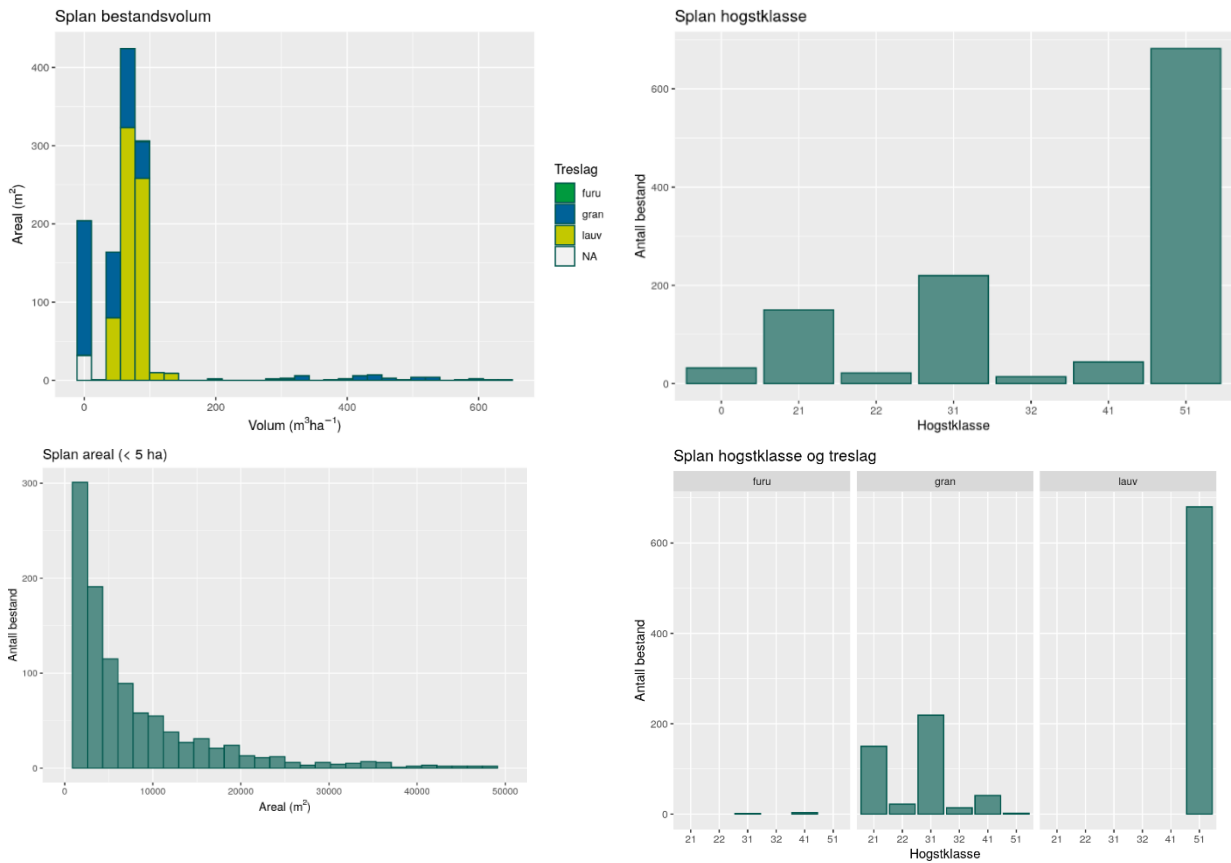 Splan bestandsvolum
400
300
200
100
0
Areal (m²)
0 200 400 600
Volum (m³ha⁻¹)
Treslag
furu
gran
lauv
NA
Splan hogstklasse
600
400
200
0
Antall bestand
0 21 22 31 32 41 51
Hogstklasse
Splan areal (< 5 ha)
300
200
100
0
Antall bestand
0 10000 20000 30000 40000 50000
Areal (m²)
Splan hogstklasse og treslag
furu gran lauv
600
400
200
0
Antall bestand
21 22 31 32 41 51 21 22 31 32 41 51 21 22 31 32 41 51
Hogstklasse